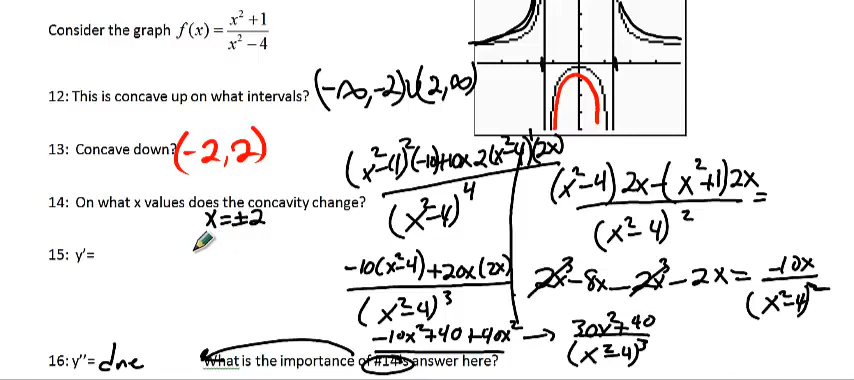 Consider the graph f(x) = (x² + 1)/(x² − 4)
12: This is concave up on what intervals? (-∞,-2)∪(2,∞)
13: Concave down? (-2,2)
(x²-4)²(-10)+10x·2(x²-4)'(2x)
(x²-4)⁴
(x²-4)2x-(x²+1)2x =
(x²-4)²
14: On what x values does the concavity change?
x=±2
15: y'=
-10(x²-4)+20x(2x)
(x²-4)³
2x³-8x-2x³-2x = -10x/(x²-4)²
-10x²+40+40x² → (30x²+40)/(x²-4)³
16: y''= dne What is the importance of #14's answer here?